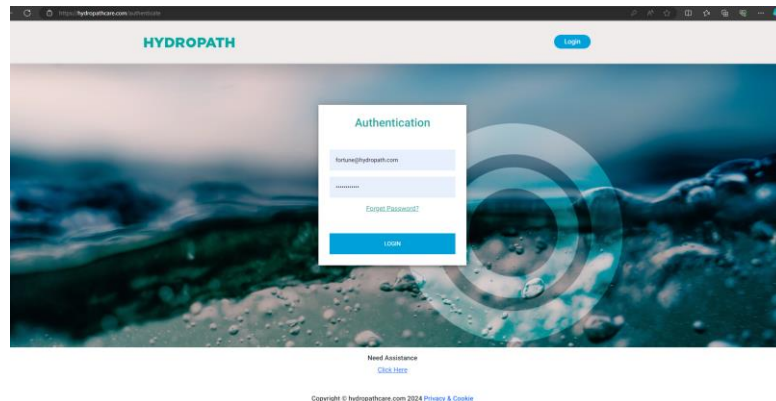 https://hydropathcare.com/authenticate
HYDROPATH
Login
Authentication
fortune@hydropath.com
Forget Password?
LOGIN
Need Assistance
Click Here
Copyright © hydropathcare.com 2024 Privacy & Cookie